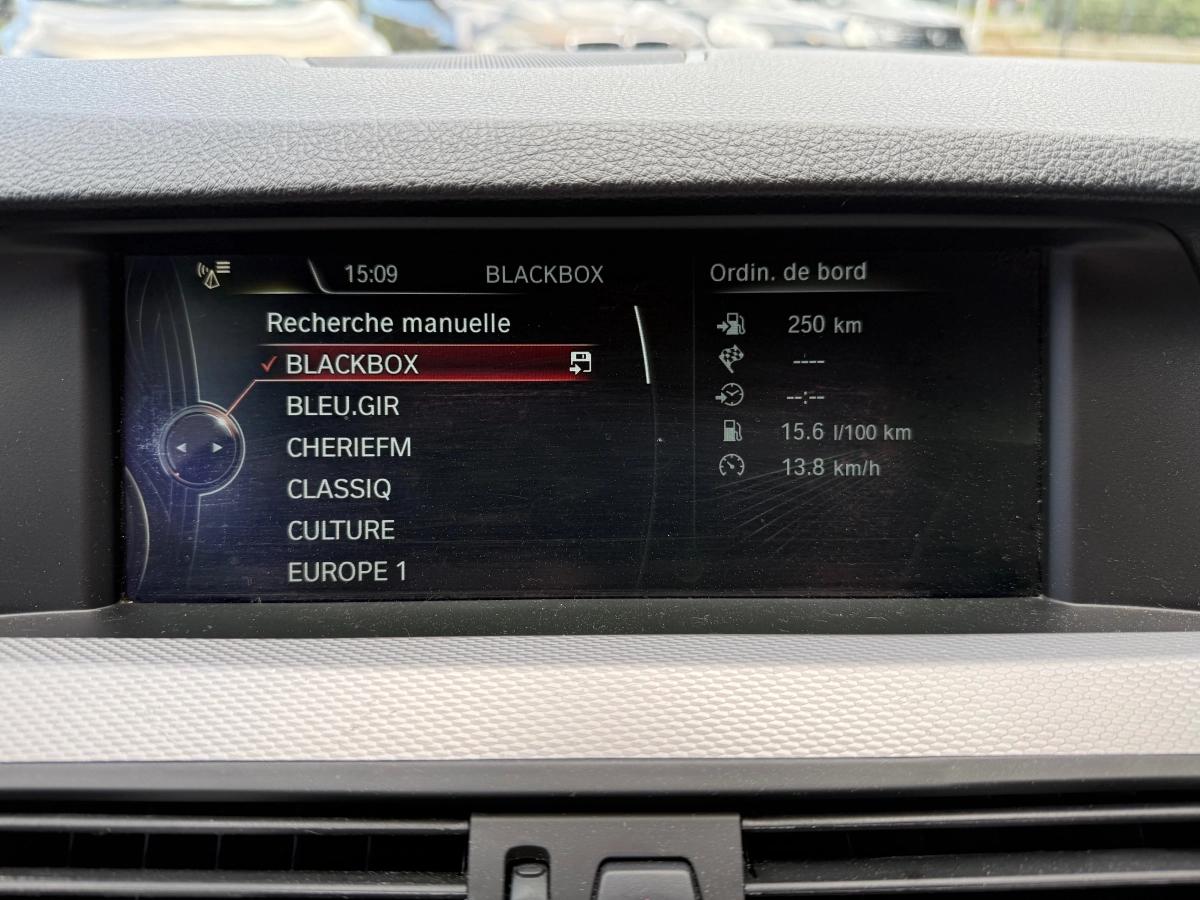 15:09 BLACKBOX
Recherche manuelle
BLACKBOX
BLEU.GIR
CHERIEFM
CLASSIQ
CULTURE
EUROPE 1
Ordin. de bord
250 km
----
--:--
15.6 l/100 km
13.8 km/h